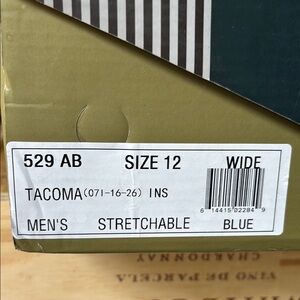 529 AB SIZE 12 WIDE
TACOMA(071-16-26) INS
6 14415 02284 9
MEN'S STRETCHABLE BLUE
CHARDONNAY
VINO DE PARCELA